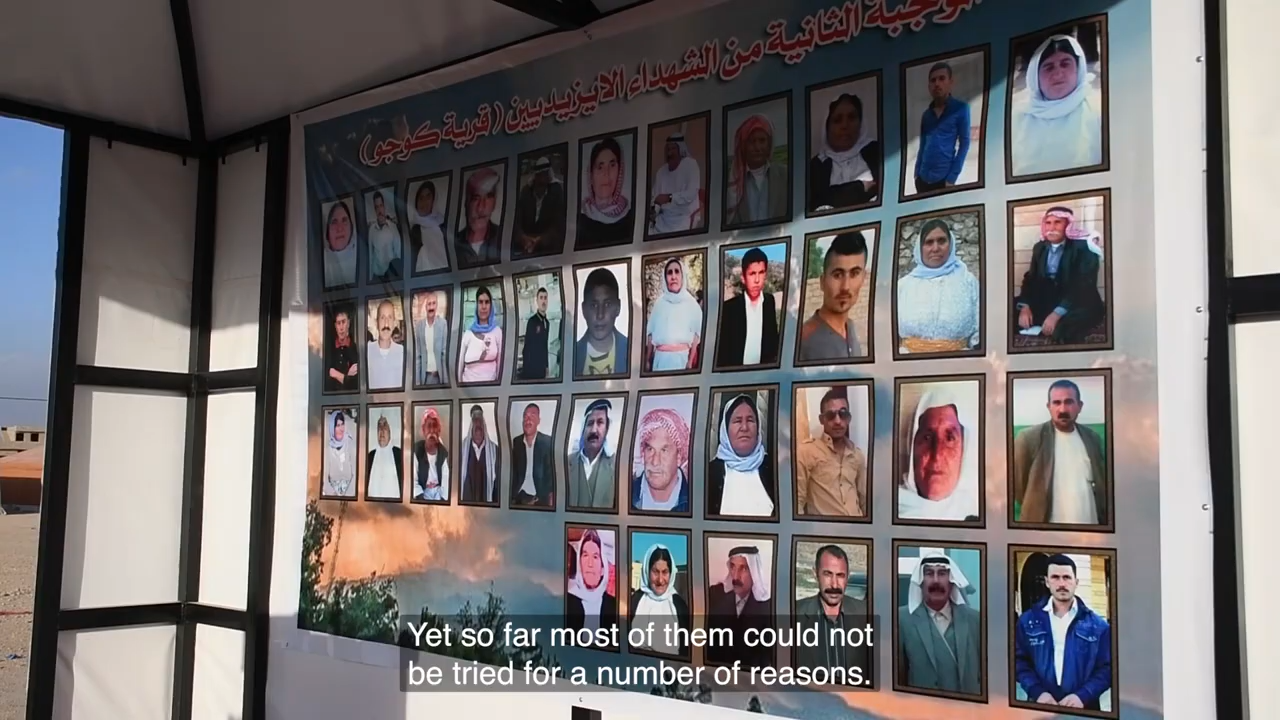 الوجبة الثانية من الشهداء الايزيديين ( قرية كوجو )
Yet so far most of them could not
be tried for a number of reasons.